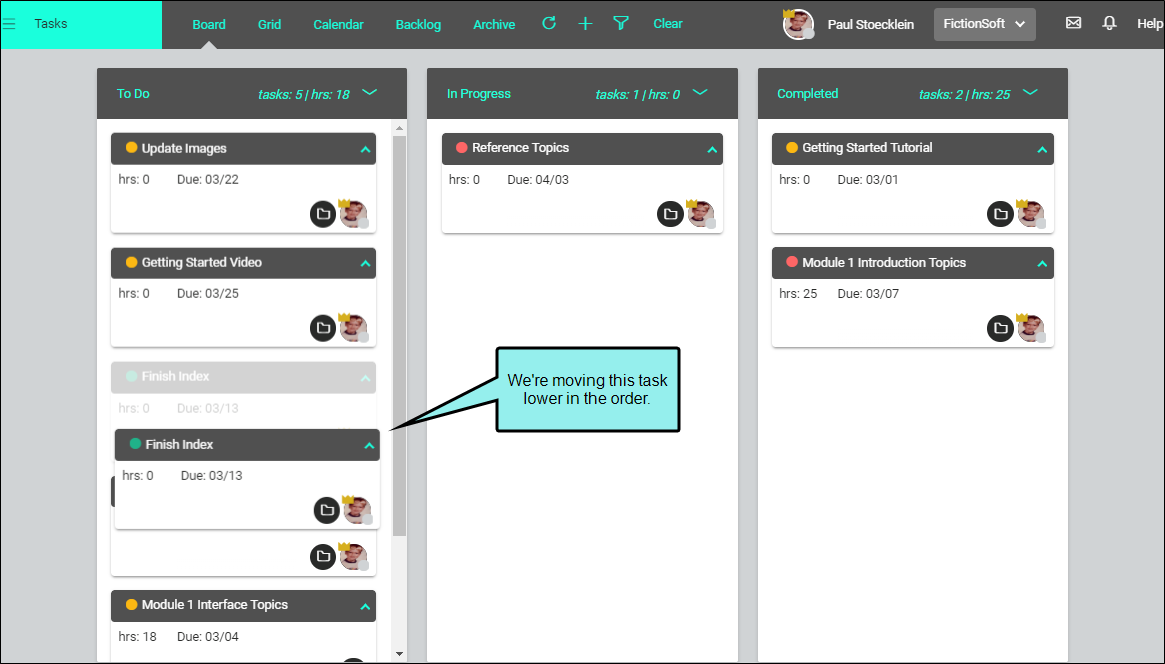 Tasks
Board Grid Calendar Backlog Archive Clear
Paul Stoecklein FictionSoft Help
To Do tasks: 5 | hrs: 18
Update Images
hrs: 0 Due: 03/22
Getting Started Video
hrs: 0 Due: 03/25
Finish Index
hrs: 0 Due: 03/13
Finish Index
hrs: 0 Due: 03/13
Module 1 Interface Topics
hrs: 18 Due: 03/04
We're moving this task
lower in the order.
In Progress tasks: 1 | hrs: 0
Reference Topics
hrs: 0 Due: 04/03
Completed tasks: 2 | hrs: 25
Getting Started Tutorial
hrs: 0 Due: 03/01
Module 1 Introduction Topics
hrs: 25 Due: 03/07